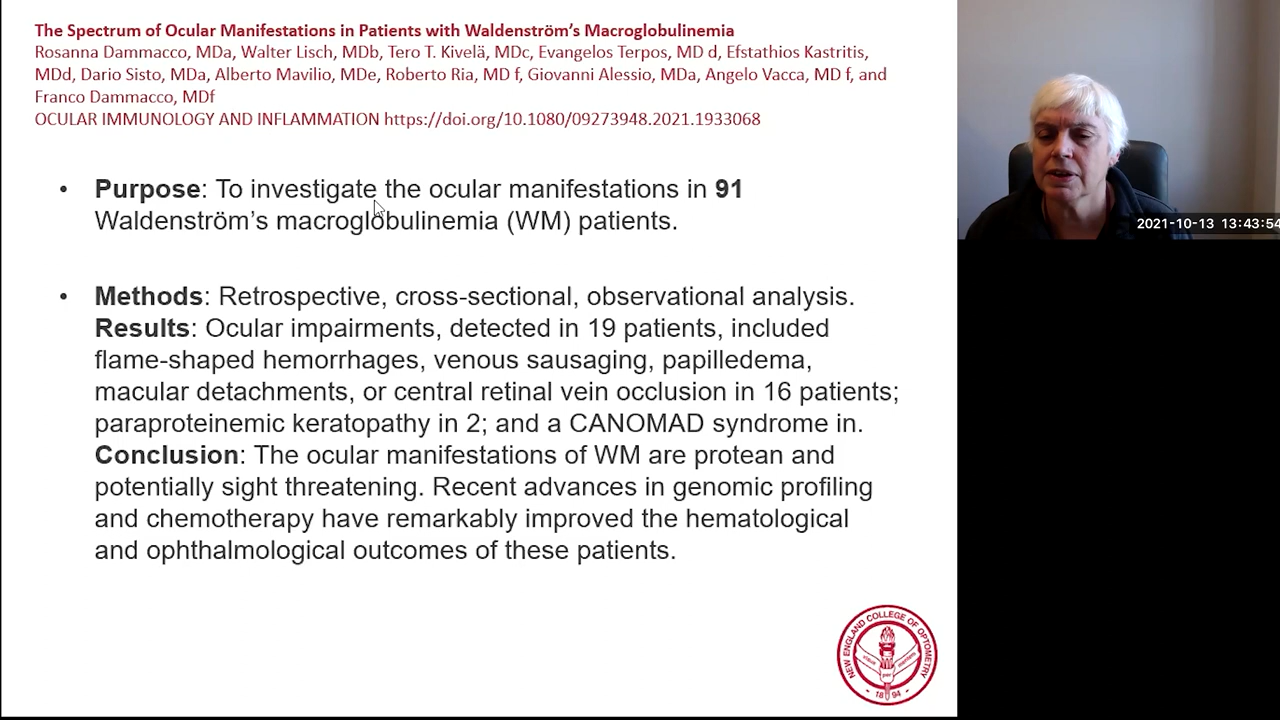 The Spectrum of Ocular Manifestations in Patients with Waldenström’s Macroglobulinemia
Rosanna Dammacco, MDa, Walter Lisch, MDb, Tero T. Kivelä, MDc, Evangelos Terpos, MD d, Efstathios Kastritis,
MDd, Dario Sisto, MDa, Alberto Mavilio, MDe, Roberto Ria, MD f, Giovanni Alessio, MDa, Angelo Vacca, MD f, and
Franco Dammacco, MDf
OCULAR IMMUNOLOGY AND INFLAMMATION https://doi.org/10.1080/09273948.2021.1933068
• Purpose: To investigate the ocular manifestations in 91
Waldenström’s macroglobulinemia (WM) patients.
• Methods: Retrospective, cross-sectional, observational analysis.
Results: Ocular impairments, detected in 19 patients, included
flame-shaped hemorrhages, venous sausaging, papilledema,
macular detachments, or central retinal vein occlusion in 16 patients;
paraproteinemic keratopathy in 2; and a CANOMAD syndrome in.
Conclusion: The ocular manifestations of WM are protean and
potentially sight threatening. Recent advances in genomic profiling
and chemotherapy have remarkably improved the hematological
and ophthalmological outcomes of these patients.
2021-10-13 13:43:54
NEW ENGLAND COLLEGE OF OPTOMETRY
1894